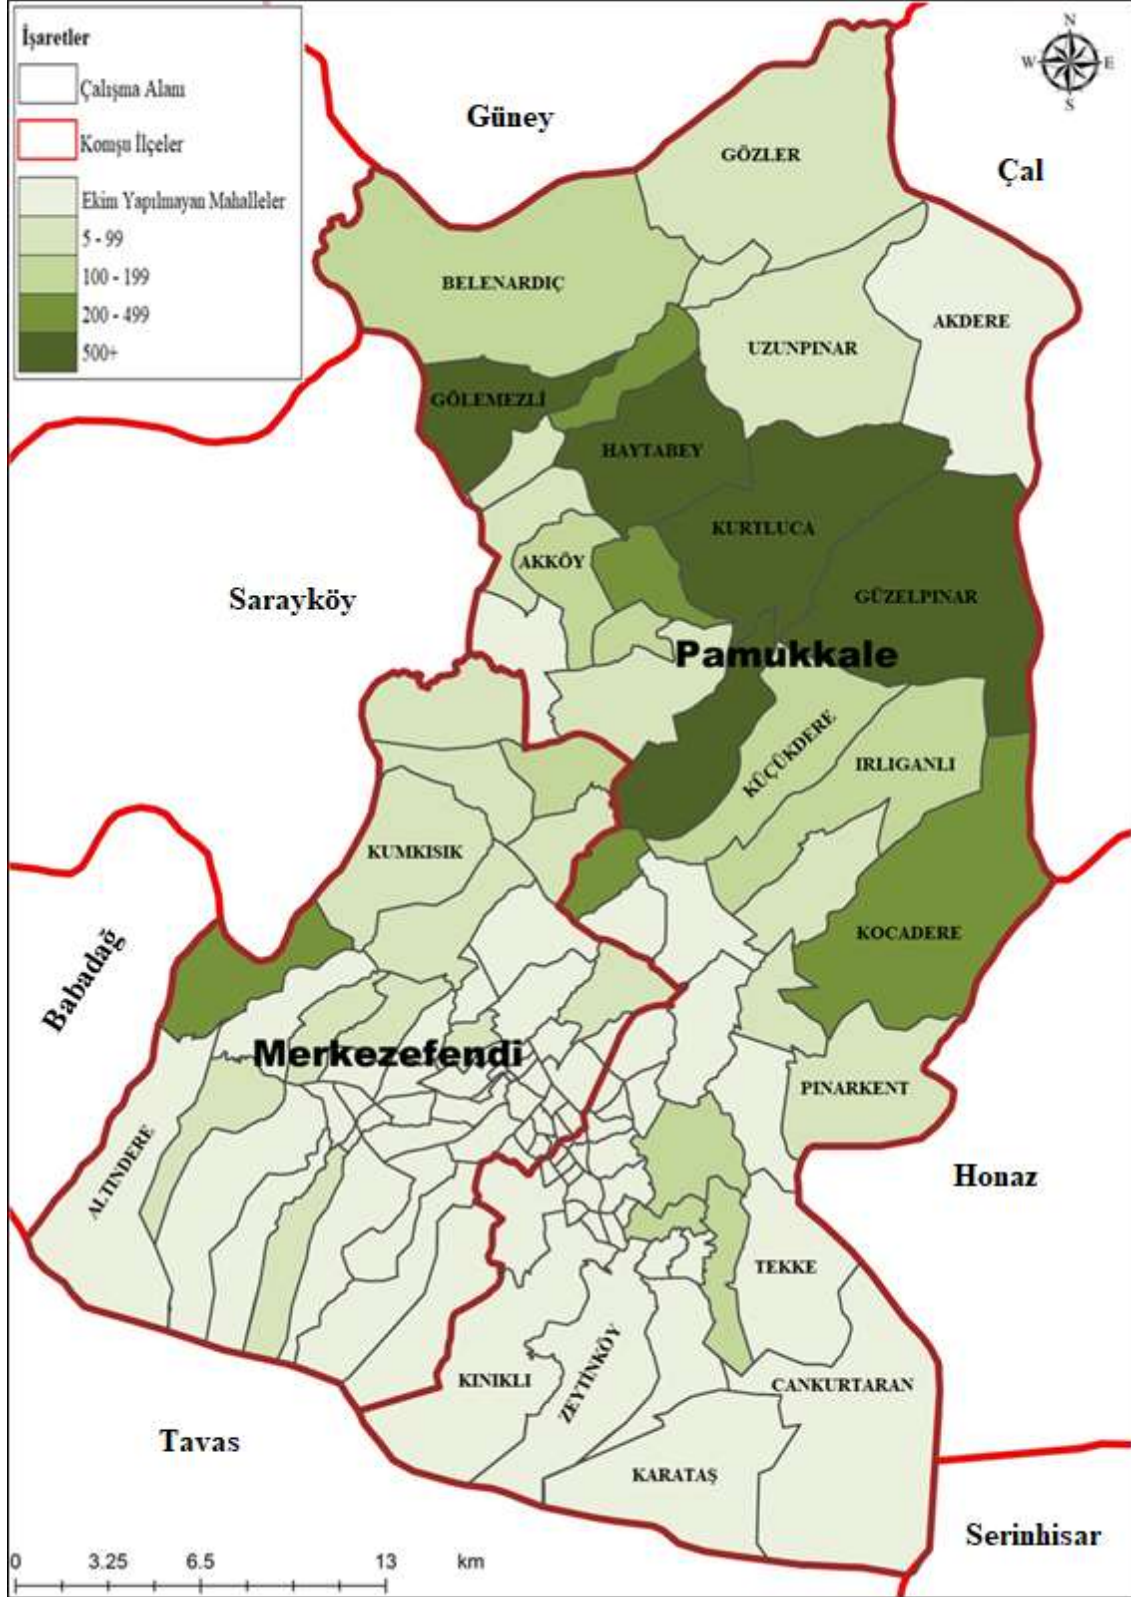 İşaretler
Çalışma Alanı
Komşu İlçeler
Ekim Yapılmayan Mahalleler
5 - 99
100 - 199
200 - 499
500+
N
W E
S
Güney
Çal
GÖZLER
BELENARDIÇ
AKDERE
UZUNPINAR
GÖLEMEZLİ
HAYTABEY
KURTLUCA
AKKÖY
GÜZELPINAR
Sarayköy
Pamukkale
KÜÇÜKDERE
IRLIGANLI
KUMKISIK
KOCADERE
Babadağ
Merkezefendi
PINARKENT
ALTINDERE
Honaz
TEKKE
KINIKLI
ZEYTİNKÖY
CANKURTARAN
Tavas
KARATAŞ
Serinhisar
0 3.25 6.5 13 km